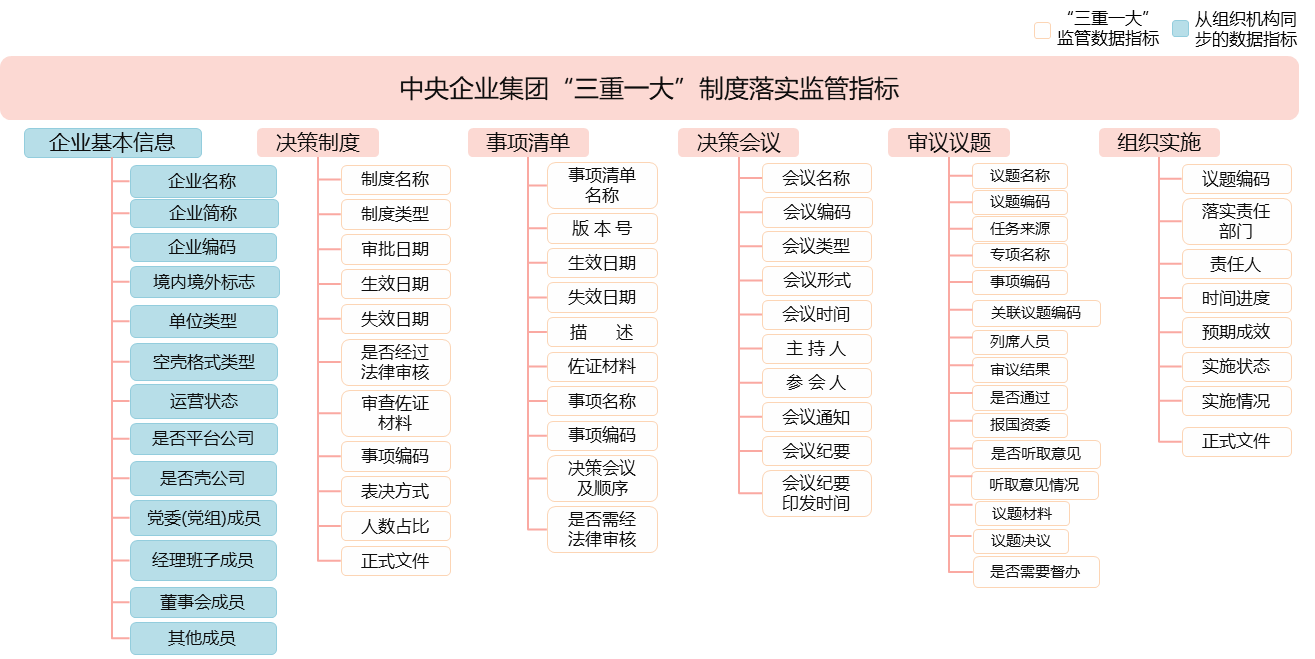 “三重一大”
监管数据指标
从组织机构同
步的数据指标
中央企业集团“三重一大”制度落实监管指标
企业基本信息
企业名称
企业简称
企业编码
境内境外标志
单位类型
空壳格式类型
运营状态
是否平台公司
是否壳公司
党委(党组)成员
经理班子成员
董事会成员
其他成员
决策制度
制度名称
制度类型
审批日期
生效日期
失效日期
是否经过
法律审核
审查佐证
材料
事项编码
表决方式
人数占比
正式文件
事项清单
事项清单
名称
版 本 号
生效日期
失效日期
描 述
佐证材料
事项名称
事项编码
决策会议
及顺序
是否需经
法律审核
决策会议
会议名称
会议编码
会议类型
会议形式
会议时间
主 持 人
参 会 人
会议通知
会议纪要
会议纪要
印发时间
审议议题
议题名称
议题编码
任务来源
专项名称
事项编码
关联议题编码
列席人员
审议结果
是否通过
报国资委
是否听取意见
听取意见情况
议题材料
议题决议
是否需要督办
组织实施
议题编码
落实责任
部门
责任人
时间进度
预期成效
实施状态
实施情况
正式文件